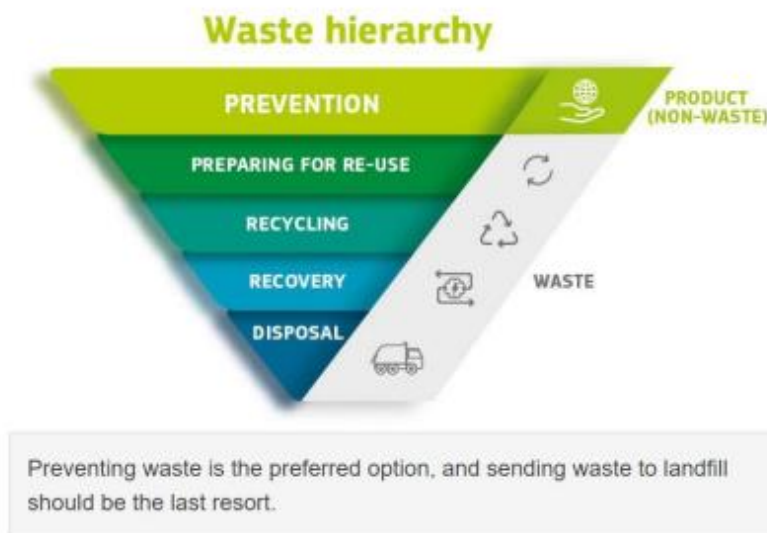 Waste hierarchy
PREVENTION
PRODUCT
(NON-WASTE)
PREPARING FOR RE-USE
RECYCLING
RECOVERY
WASTE
DISPOSAL
Preventing waste is the preferred option, and sending waste to landfill
should be the last resort.